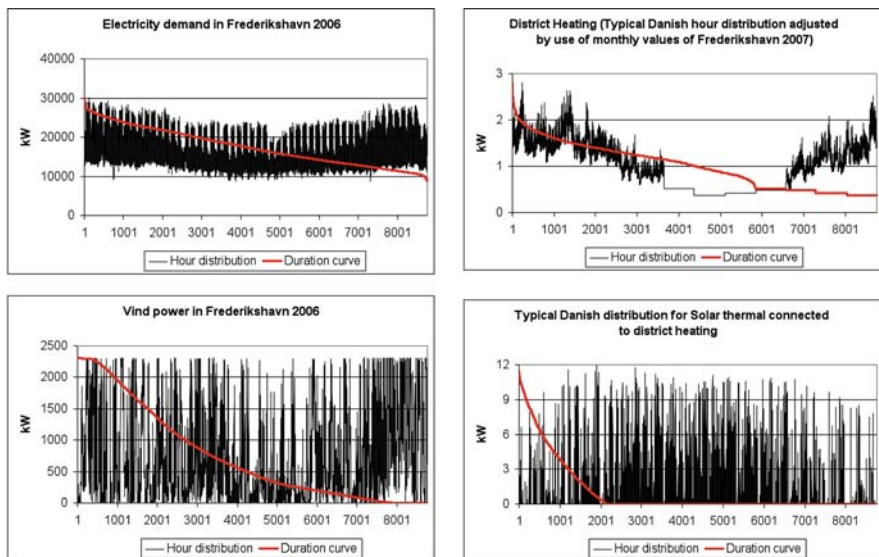 Electricity demand in Frederikshavn 2006
40000
30000
20000
10000
0
kW
1 1001 2001 3001 4001 5001 6001 7001 8001
Hour distribution Duration curve
District Heating (Typical Danish hour distribution adjusted
by use of monthly values of Frederikshavn 2007)
3
2
1
0
kW
1 1001 2001 3001 4001 5001 6001 7001 8001
Hour distribution Duration curve
Vind power in Frederikshavn 2006
2500
2000
1500
1000
500
0
kW
1 1001 2001 3001 4001 5001 6001 7001 8001
Hour distribution Duration curve
Typical Danish distribution for Solar thermal connected
to district heating
12
9
6
3
0
kW
1 1001 2001 3001 4001 5001 6001 7001 8001
Hour distribution Duration curve